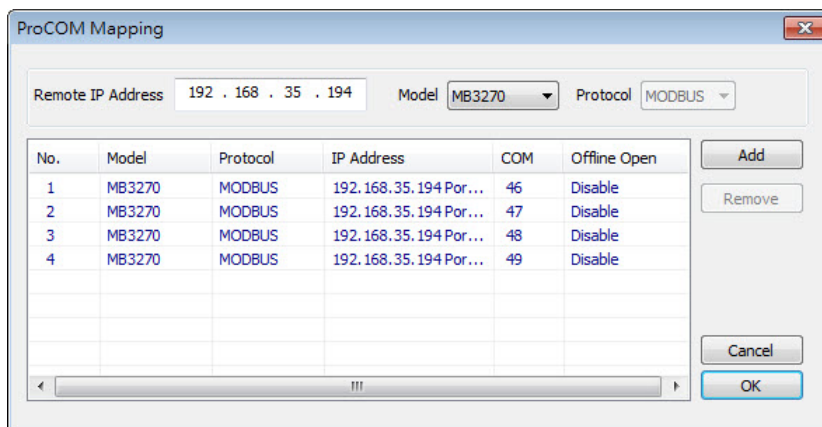 ProCOM Mapping
Remote IP Address 192 . 168 . 35 . 194 Model MB3270 Protocol MODBUS
No. Model Protocol IP Address COM Offline Open
1 MB3270 MODBUS 192.168.35.194 Por... 46 Disable
2 MB3270 MODBUS 192.168.35.194 Por... 47 Disable
3 MB3270 MODBUS 192.168.35.194 Por... 48 Disable
4 MB3270 MODBUS 192.168.35.194 Por... 49 Disable
Add
Remove
Cancel
OK